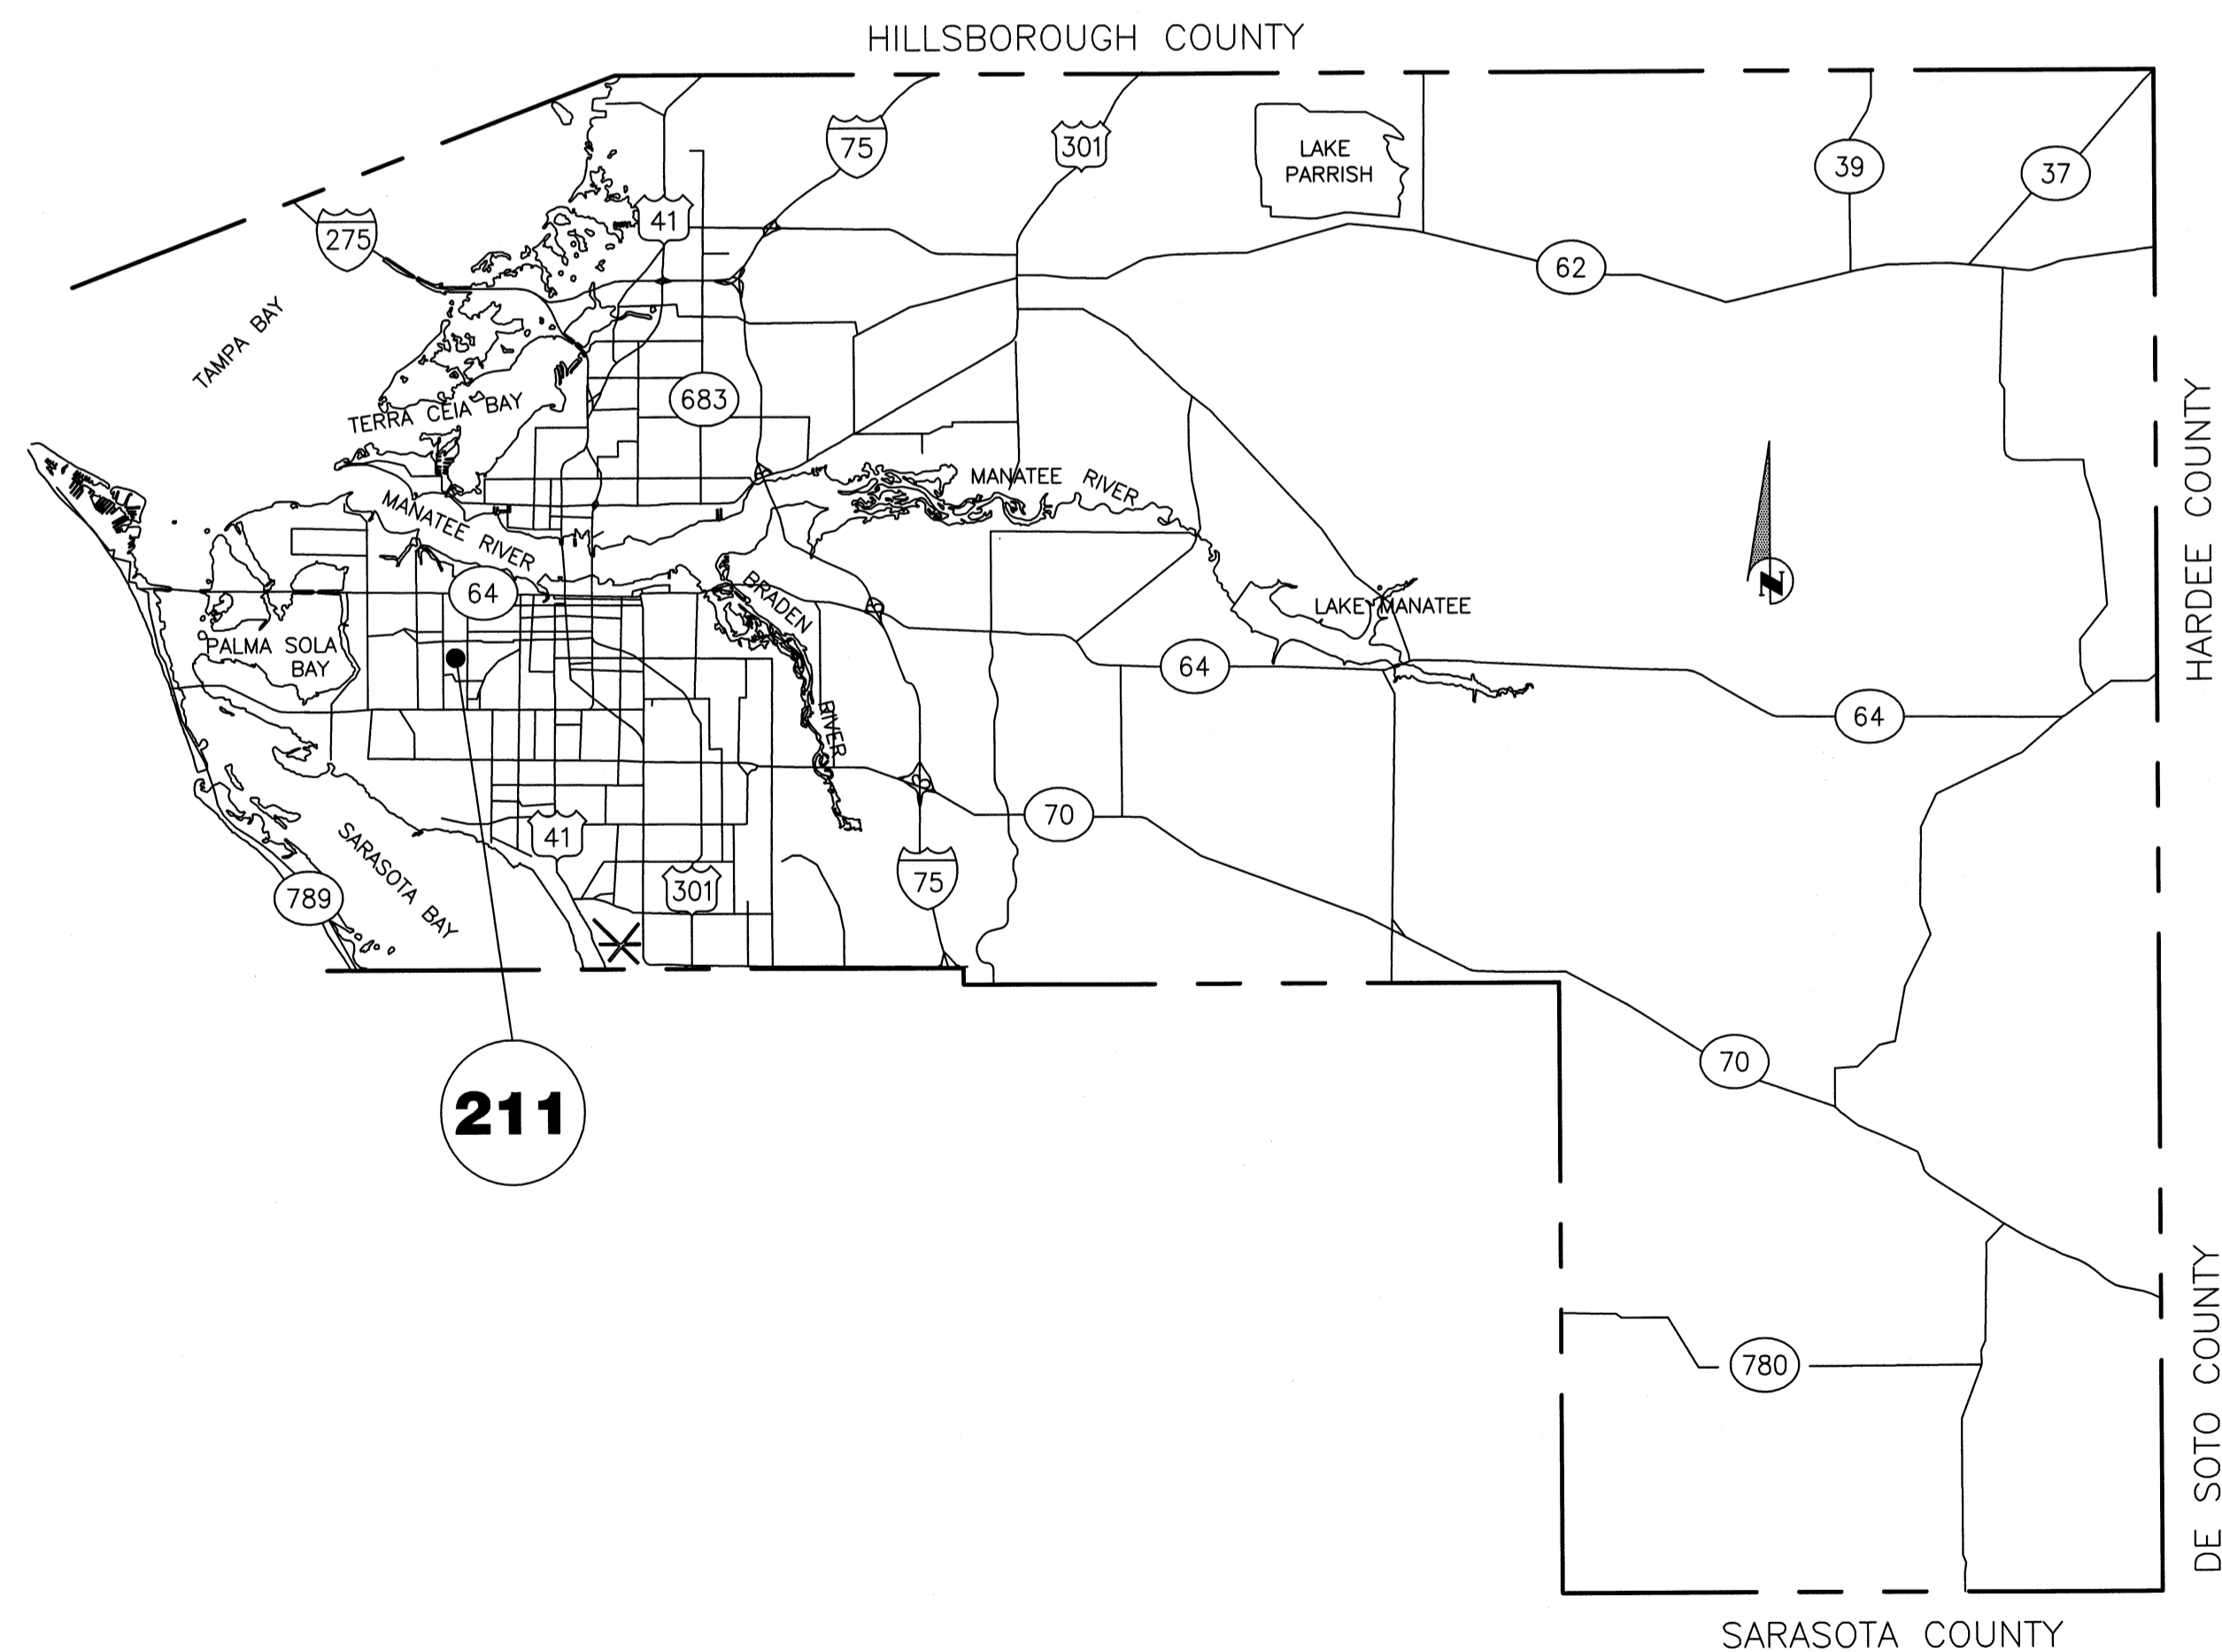 HILLSBOROUGH COUNTY
75
301
LAKE
PARRISH
39
37
41
275
62
TAMPA BAY
683
TERRA CEIA BAY
HARDEE COUNTY
MANATEE RIVER
MANATEE RIVER
N
64
BRADEN
RIVER
LAKE MANATEE
PALMA SOLA
BAY
64
64
70
41
SARASOTA BAY
75
301
789
70
211
780
DE SOTO COUNTY
SARASOTA COUNTY